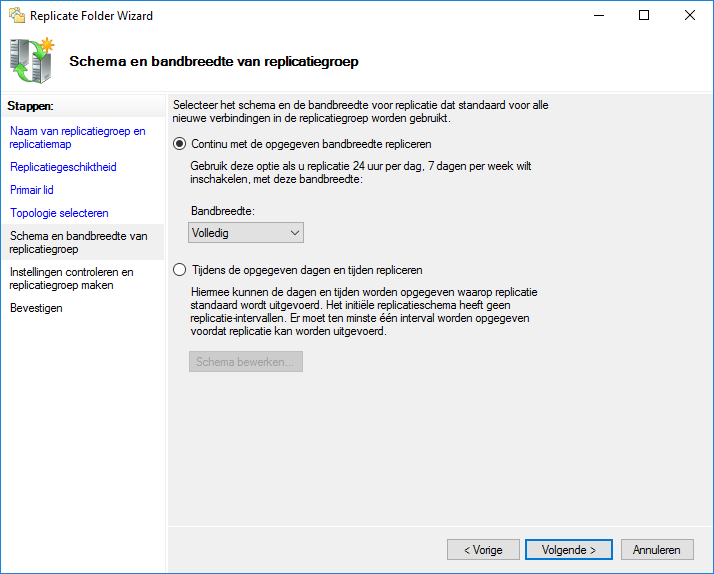 Replicate Folder Wizard
Schema en bandbreedte van replicatiegroep
Stappen:
Naam van replicatiegroep en
replicatiemap
Replicatiegeschiktheid
Primair lid
Topologie selecteren
Schema en bandbreedte van
replicatiegroep
Instellingen controleren en
replicatiegroep maken
Bevestigen
Selecteer het schema en de bandbreedte voor replicatie dat standaard voor alle
nieuwe verbindingen in de replicatiegroep worden gebruikt.
Continu met de opgegeven bandbreedte repliceren
Gebruik deze optie als u replicatie 24 uur per dag, 7 dagen per week wilt
inschakelen, met deze bandbreedte:
Bandbreedte:
Volledig
Tijdens de opgegeven dagen en tijden repliceren
Hiermee kunnen de dagen en tijden worden opgegeven waarop replicatie
standaard wordt uitgevoerd. Het initiële replicatieschema heeft geen
replicatie-intervallen. Er moet ten minste één interval worden opgegeven
voordat replicatie kan worden uitgevoerd.
Schema bewerken...
< Vorige
Volgende >
Annuleren